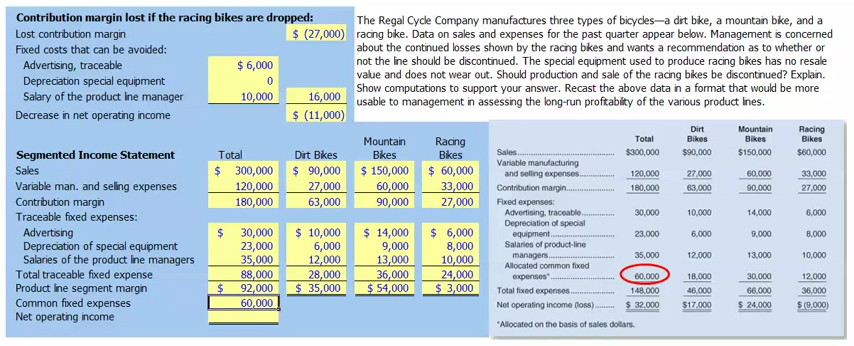 Contribution margin lost if the racing bikes are dropped:
Lost contribution margin $ (27,000)
Fixed costs that can be avoided:
Advertising, traceable $ 6,000
Depreciation special equipment 0
Salary of the product line manager 10,000 16,000
Decrease in net operating income $ (11,000)
The Regal Cycle Company manufactures three types of bicycles—a dirt bike, a mountain bike, and a
racing bike. Data on sales and expenses for the past quarter appear below. Management is concerned
about the continued losses shown by the racing bikes and wants a recommendation as to whether or
not the line should be discontinued. The special equipment used to produce racing bikes has no resale
value and does not wear out. Should production and sale of the racing bikes be discontinued? Explain.
Show computations to support your answer. Recast the above data in a format that would be more
usable to management in assessing the long-run profitability of the various product lines.
Mountain Racing
Segmented Income Statement Total Dirt Bikes Bikes Bikes
Sales $ 300,000 $ 90,000 $ 150,000 $ 60,000
Variable man. and selling expenses 120,000 27,000 60,000 33,000
Contribution margin 180,000 63,000 90,000 27,000
Traceable fixed expenses:
Advertising $ 30,000 $ 10,000 $ 14,000 $ 6,000
Depreciation of special equipment 23,000 6,000 9,000 8,000
Salaries of the product line managers 35,000 12,000 13,000 10,000
Total traceable fixed expense 88,000 28,000 36,000 24,000
Product line segment margin $ 92,000 $ 35,000 $ 54,000 $ 3,000
Common fixed expenses 60,000
Net operating income
Dirt Mountain Racing
Total Bikes Bikes Bikes
Sales $300,000 $90,000 $150,000 $60,000
Variable manufacturing
and selling expenses 120,000 27,000 60,000 33,000
Contribution margin 180,000 63,000 90,000 27,000
Fixed expenses:
Advertising, traceable 30,000 10,000 14,000 6,000
Depreciation of special
equipment 23,000 6,000 9,000 8,000
Salaries of product-line
managers 35,000 12,000 13,000 10,000
Allocated common fixed
expenses* 60,000 18,000 30,000 12,000
Total fixed expenses 148,000 46,000 66,000 36,000
Net operating income (loss) $ 32,000 $17,000 $ 24,000 $ (9,000)
*Allocated on the basis of sales dollars.